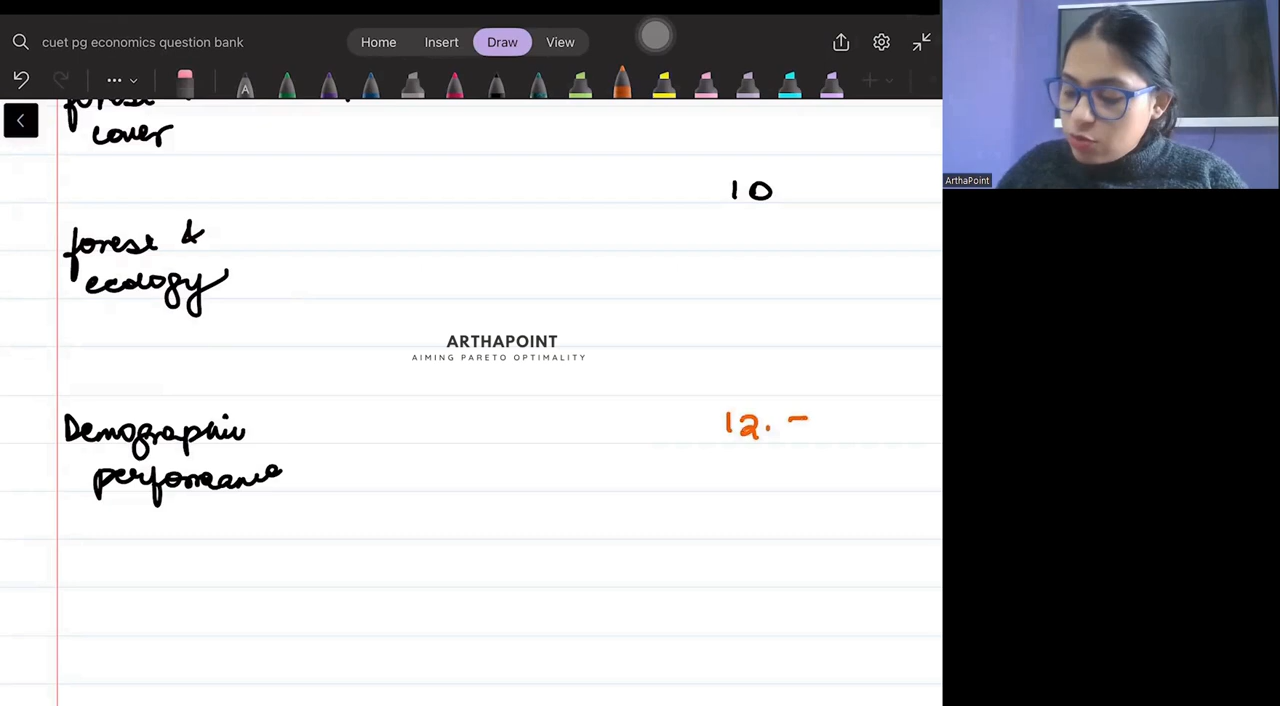 cuet pg economics question bank
Home Insert Draw View
A
forest
cover
10
forest &
ecology
ARTHAPOINT
AIMING PARETO OPTIMALITY
Demographic
performance
12.
ArthaPoint